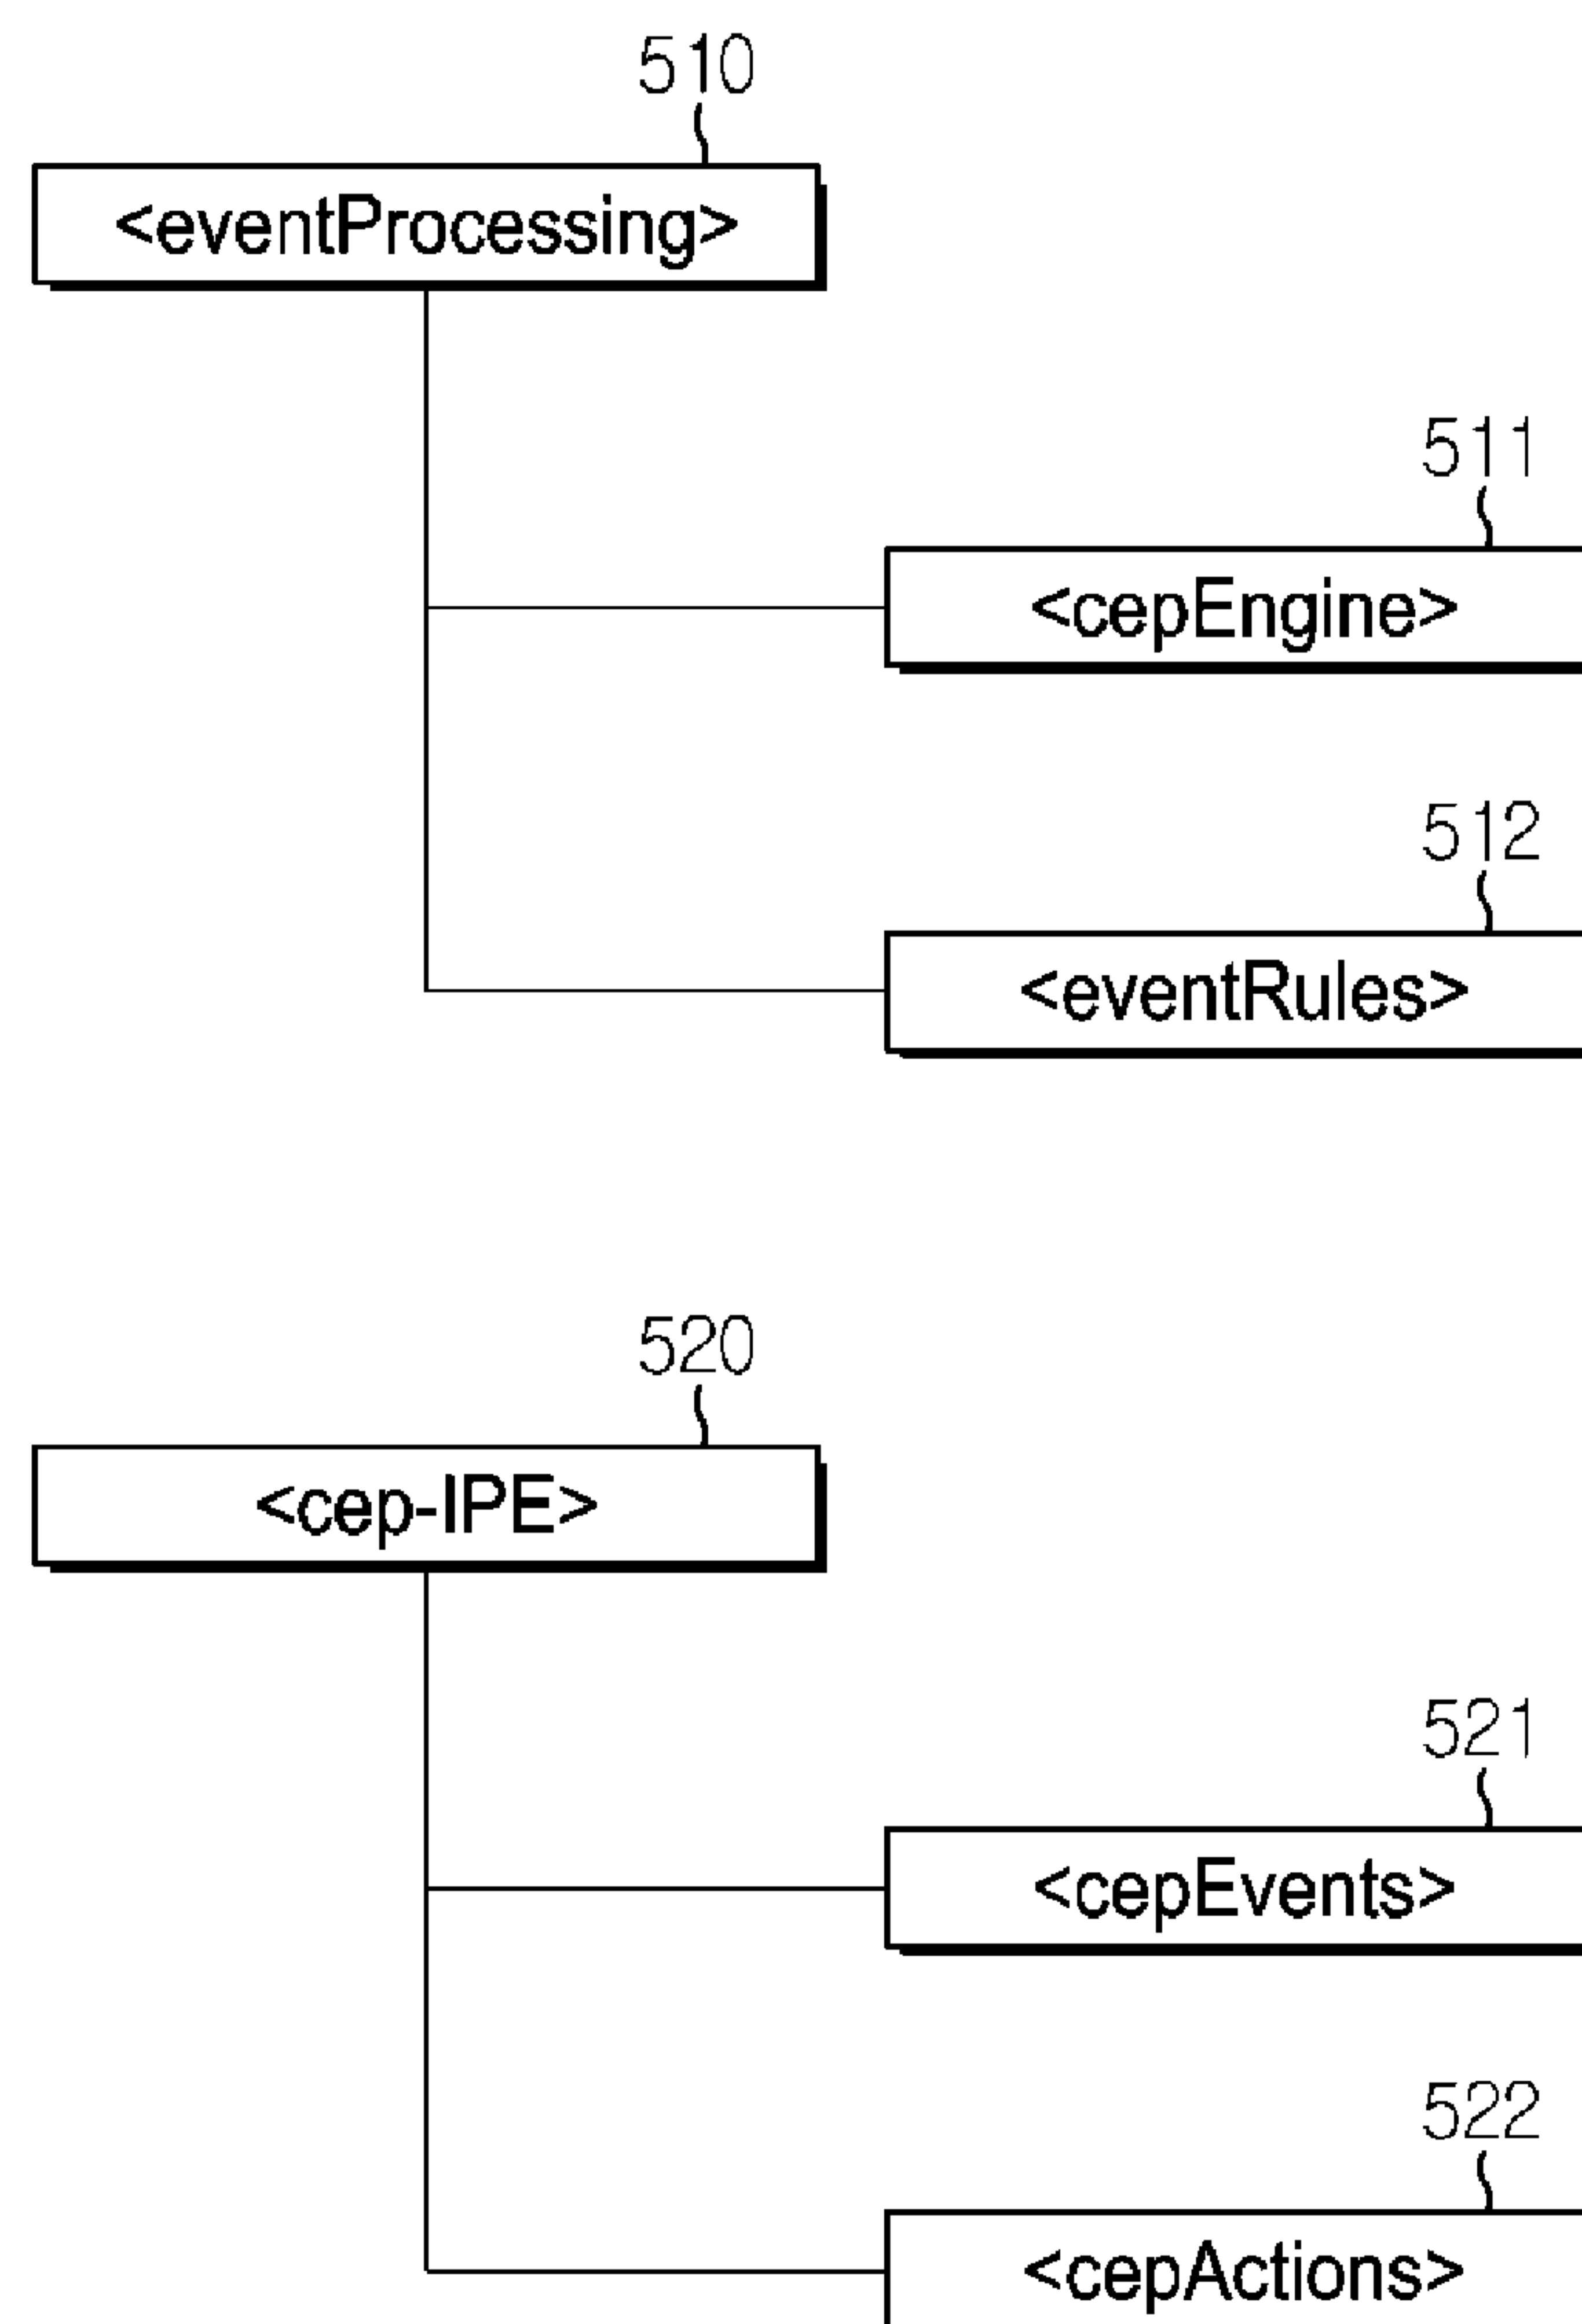 510
<eventProcessing>
511
<cepEngine>
512
<eventRules>
520
<cep-IPE>
521
<cepEvents>
522
<cepActions>